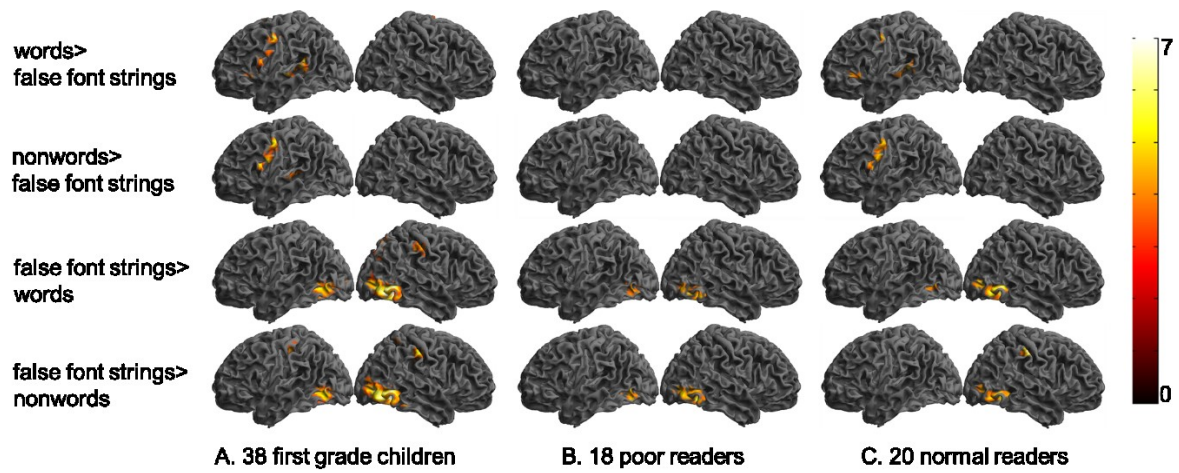 words>
false font strings
7
nonwords>
false font strings
false font strings>
words
false font strings>
nonwords
0
A. 38 first grade children
B. 18 poor readers
C. 20 normal readers